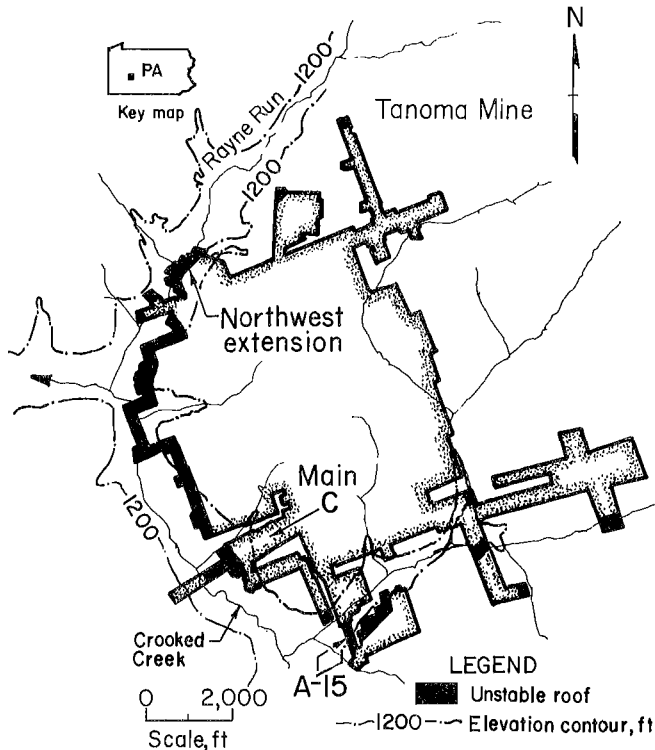 N
PA
Key map
Rayne Run
1200
1200
Tanoma Mine
Northwest
extension
Main
C
1200
Crooked
Creek
A-15
LEGEND
Unstable roof
1200 Elevation contour, ft
0 2,000
Scale, ft